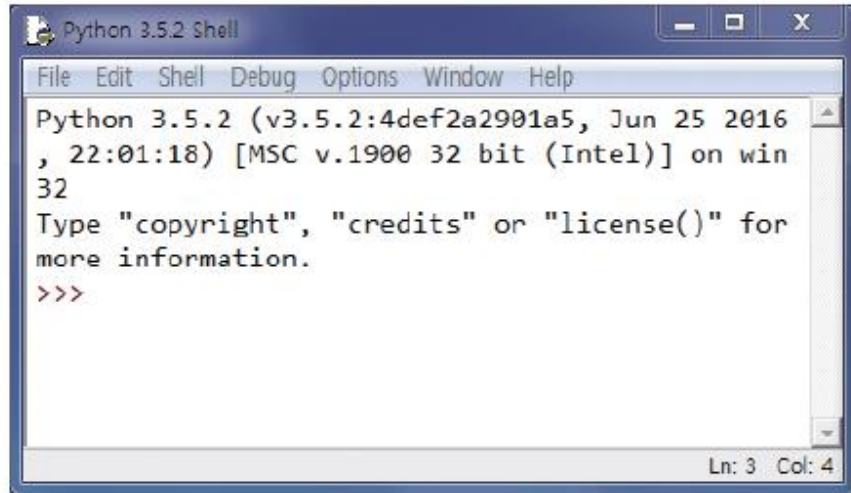 Python 3.5.2 Shell
File Edit Shell Debug Options Window Help
Python 3.5.2 (v3.5.2:4def2a2901a5, Jun 25 2016
, 22:01:18) [MSC v.1900 32 bit (Intel)] on win
32
Type "copyright", "credits" or "license()" for
more information.
>>>
Ln: 3 Col: 4